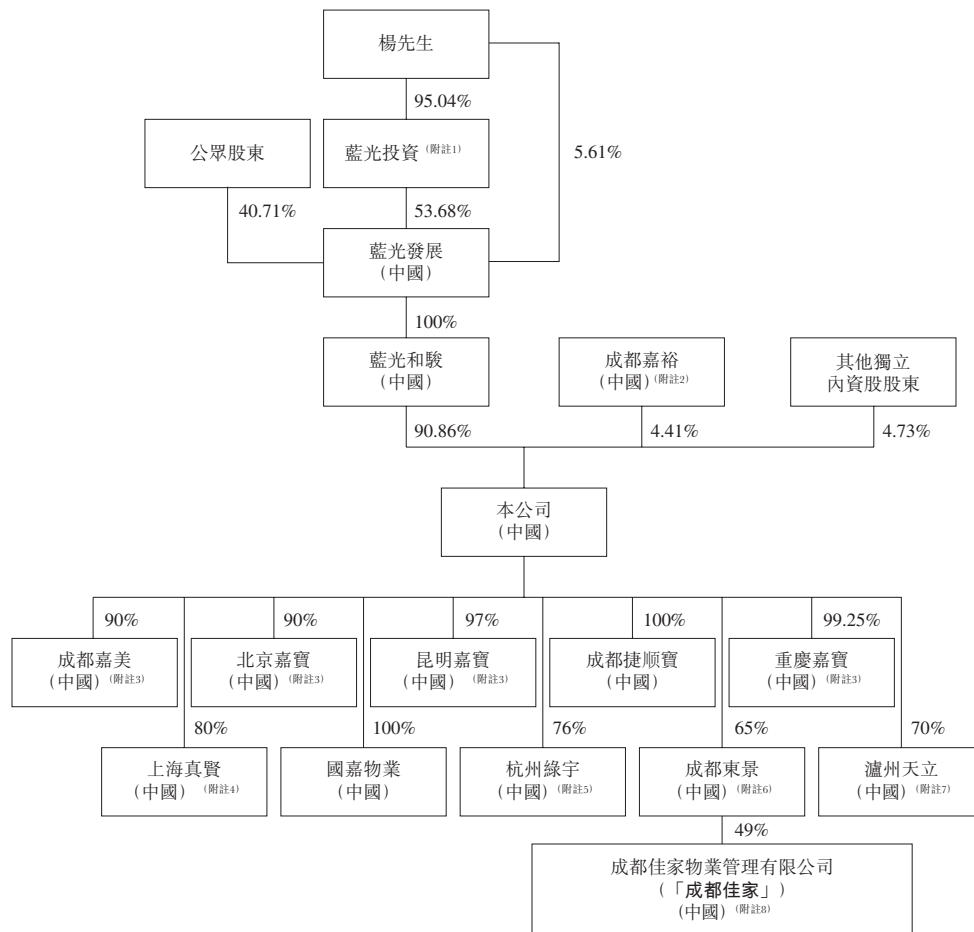 楊先生
95.04%
公眾股東
藍光投資 (附註1)
5.61%
40.71%
53.68%
藍光發展
(中國)
100%
藍光和駿
(中國)
成都嘉裕
(中國)(附註2)
其他獨立
內資股股東
90.86%
4.41%
4.73%
本公司
(中國)
90%
90%
97%
100%
99.25%
成都嘉美
(中國) (附註3)
北京嘉寶
(中國) (附註3)
昆明嘉寶
(中國) (附註3)
成都捷順寶
(中國)
重慶嘉寶
(中國) (附註3)
80%
100%
76%
65%
70%
上海真賢
(中國) (附註4)
國嘉物業
(中國)
杭州綠宇
(中國) (附註5)
成都東景
(中國) (附註6)
瀘州天立
(中國) (附註7)
49%
成都佳家物業管理有限公司
(「成都佳家」)
(中國) (附註8)